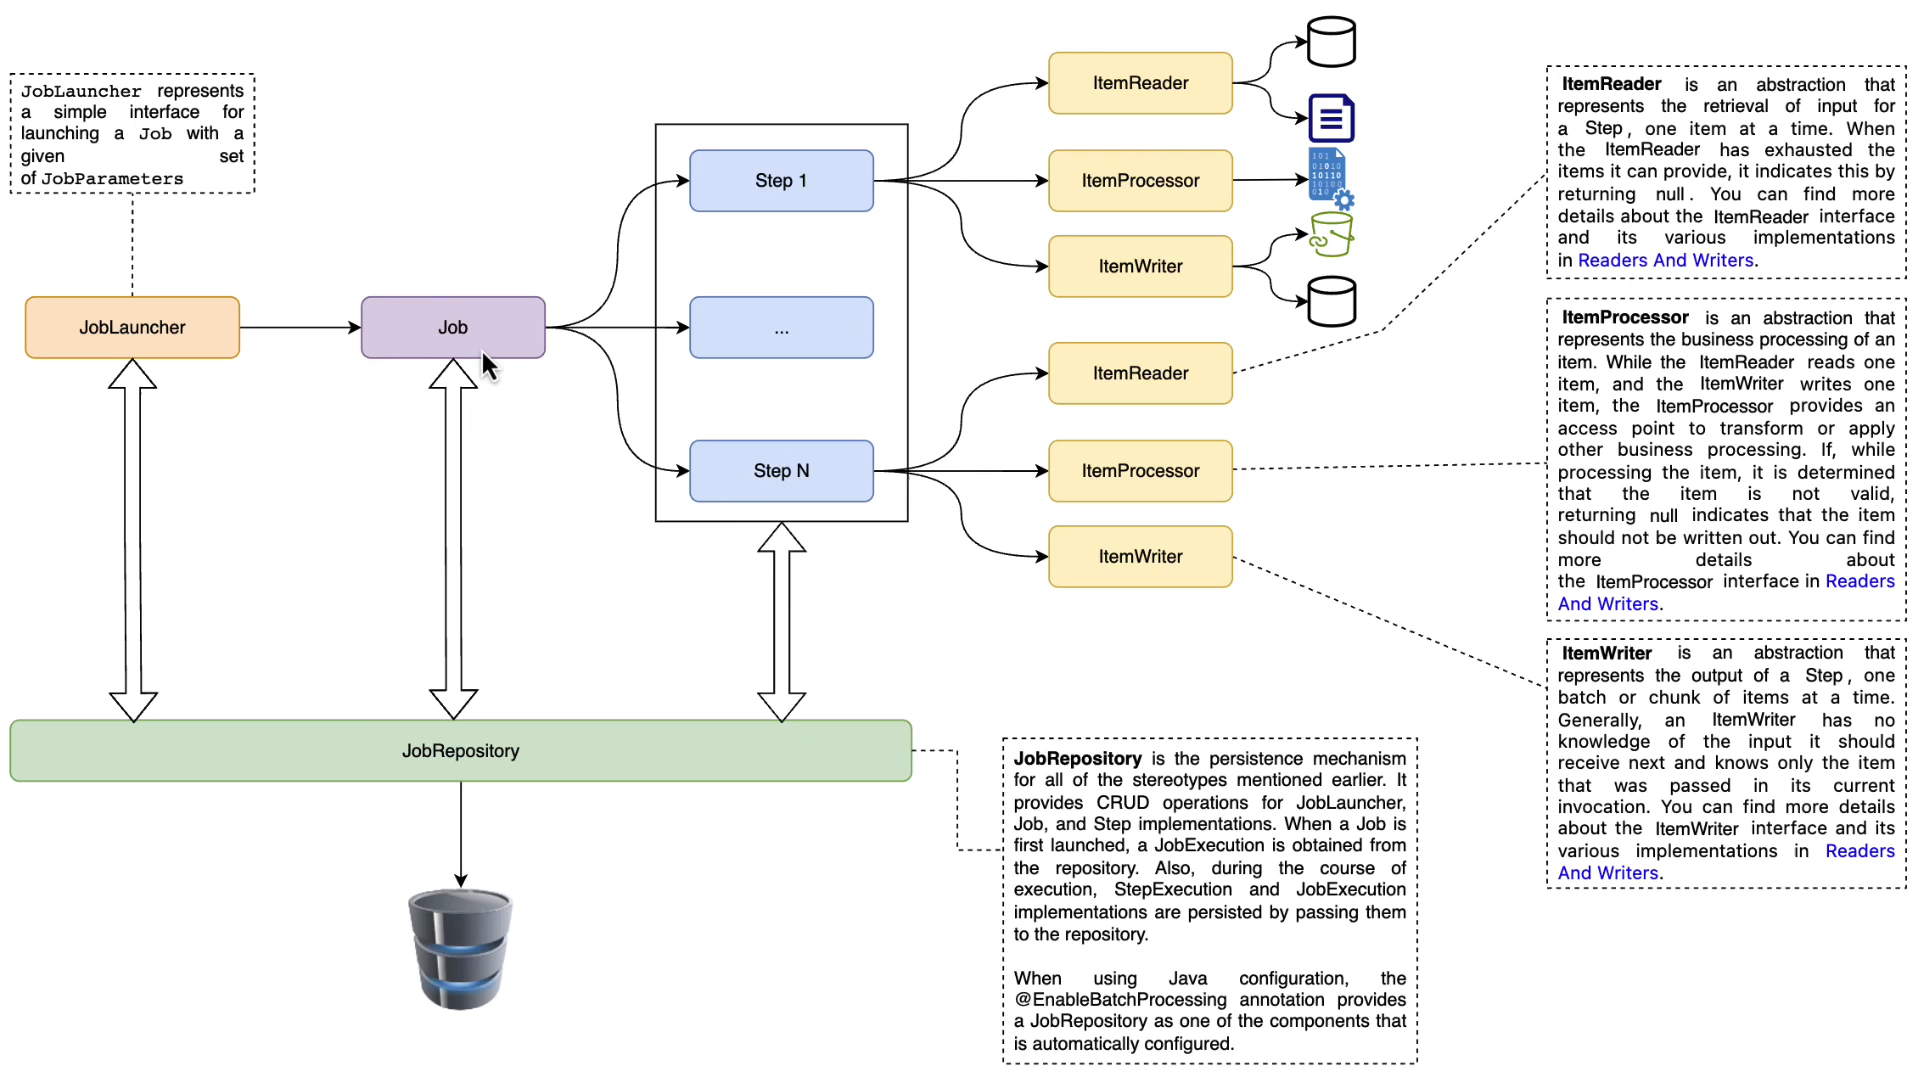 JobLauncher represents
a simple interface for
launching a Job with a
given set
of JobParameters
JobLauncher
Job
Step 1
...
Step N
ItemReader
ItemProcessor
ItemWriter
101
01010
10110
10100
010
ItemReader
ItemProcessor
ItemWriter
JobRepository
ItemReader is an abstraction that
represents the retrieval of input for
a Step, one item at a time. When
the ItemReader has exhausted the
items it can provide, it indicates this by
returning null. You can find more
details about the ItemReader interface
and its various implementations
in Readers And Writers.
ItemProcessor is an abstraction that
represents the business processing of an
item. While the ItemReader reads one
item, and the ItemWriter writes one
item, the ItemProcessor provides an
access point to transform or apply
other business processing. If, while
processing the item, it is determined
that the item is not valid,
returning null indicates that the item
should not be written out. You can find
more details about
the ItemProcessor interface in Readers
And Writers.
ItemWriter is an abstraction that
represents the output of a Step, one
batch or chunk of items at a time.
Generally, an ItemWriter has no
knowledge of the input it should
receive next and knows only the item
that was passed in its current
invocation. You can find more details
about the ItemWriter interface and its
various implementations in Readers
And Writers.
JobRepository is the persistence mechanism
for all of the stereotypes mentioned earlier. It
provides CRUD operations for JobLauncher,
Job, and Step implementations. When a Job is
first launched, a JobExecution is obtained from
the repository. Also, during the course of
execution, StepExecution and JobExecution
implementations are persisted by passing them
to the repository.
When using Java configuration, the
@EnableBatchProcessing annotation provides
a JobRepository as one of the components that
is automatically configured.